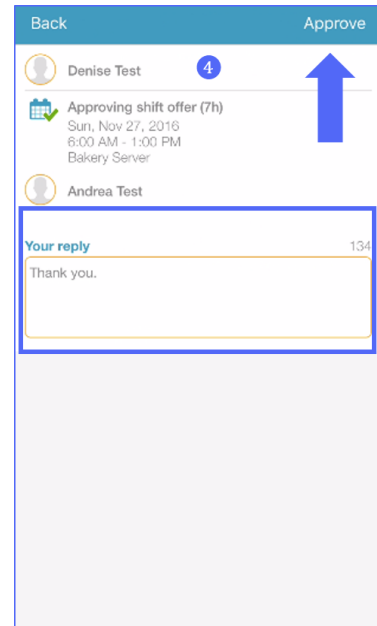 Back Approve
Denise Test 4
Approving shift offer (7h)
Sun, Nov 27, 2016
6:00 AM - 1:00 PM
Bakery Server
Andrea Test
Your reply 134
Thank you.